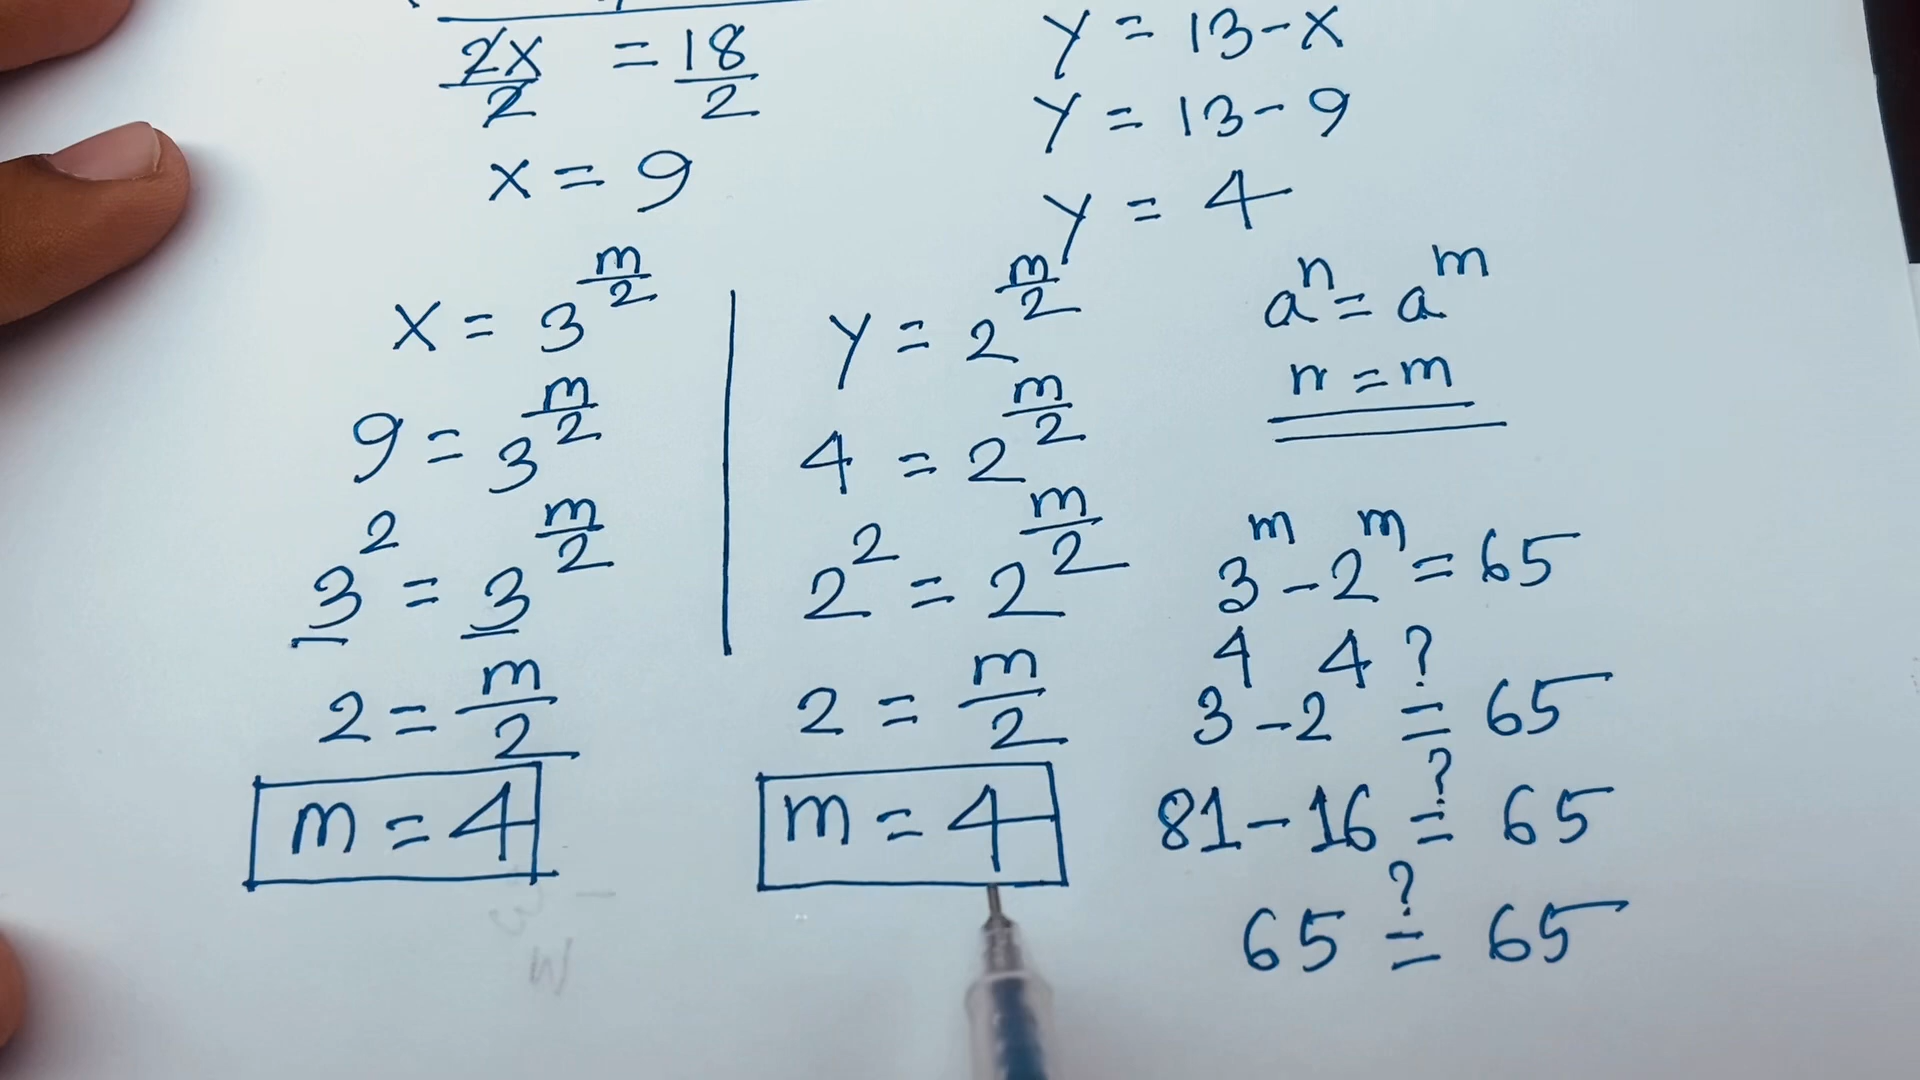 2x/2 = 18/2
x = 9
y = 13 - x
y = 13 - 9
y = 4
x = 3^(m/2)
9 = 3^(m/2)
3^2 = 3^(m/2)
2 = m/2
m = 4
y = 2^(m/2)
4 = 2^(m/2)
2^2 = 2^(m/2)
2 = m/2
m = 4
a^n = a^m
n = m
3^m - 2^m = 65
3^4 - 2^4 ≟ 65
81 - 16 ≟ 65
65 ≟ 65